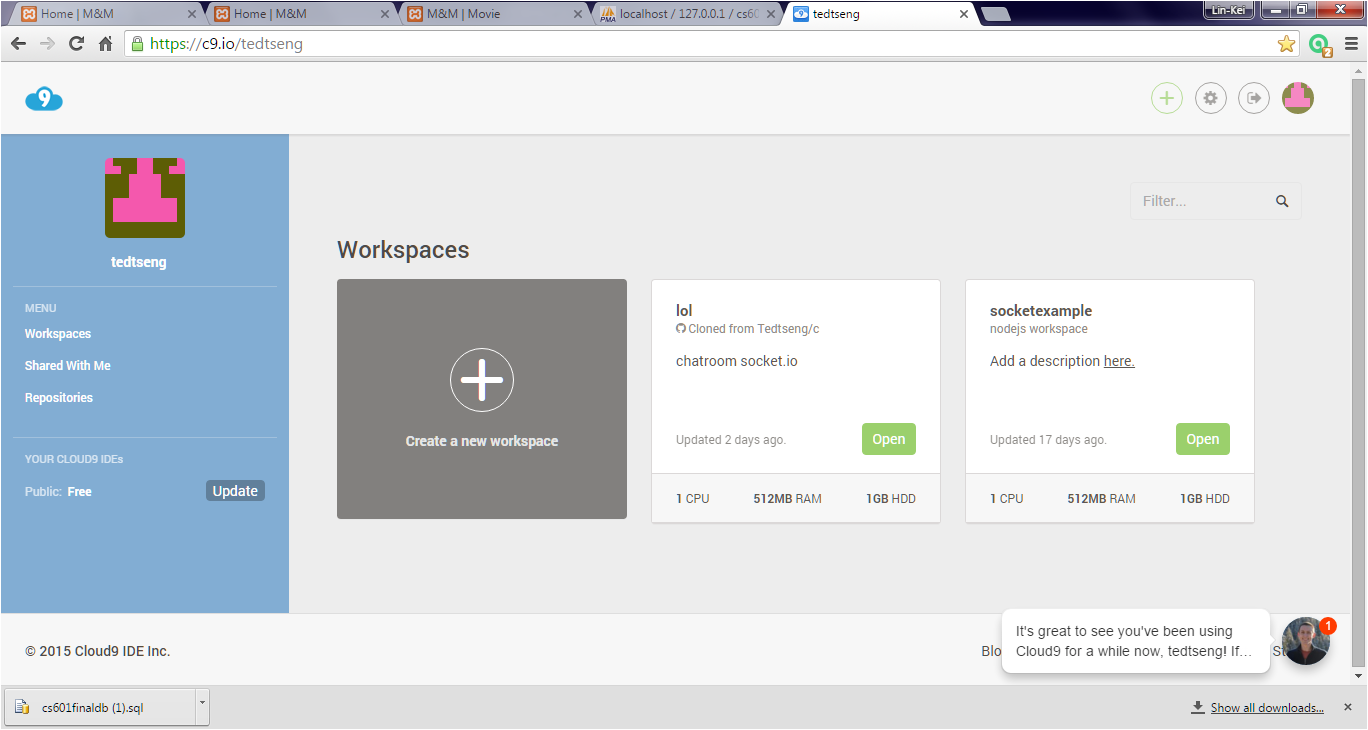 Home | M&M
Home | M&M
M&M | Movie
localhost / 127.0.0.1 / cs60
tedtseng
Lin-Kei
https://c9.io/tedtseng
2
9
tedtseng
MENU
Workspaces
Shared With Me
Repositories
YOUR CLOUD9 IDEs
Public: Free
Update
Filter...
Workspaces
Create a new workspace
lol
Cloned from Tedtseng/c
chatroom socket.io
Updated 2 days ago.
Open
1 CPU 512MB RAM 1GB HDD
socketexample
nodejs workspace
Add a description here.
Updated 17 days ago.
Open
1 CPU 512MB RAM 1GB HDD
© 2015 Cloud9 IDE Inc.
Blo
St
It's great to see you've been using
Cloud9 for a while now, tedtseng! If...
1
cs601finaldb (1).sql
Show all downloads...